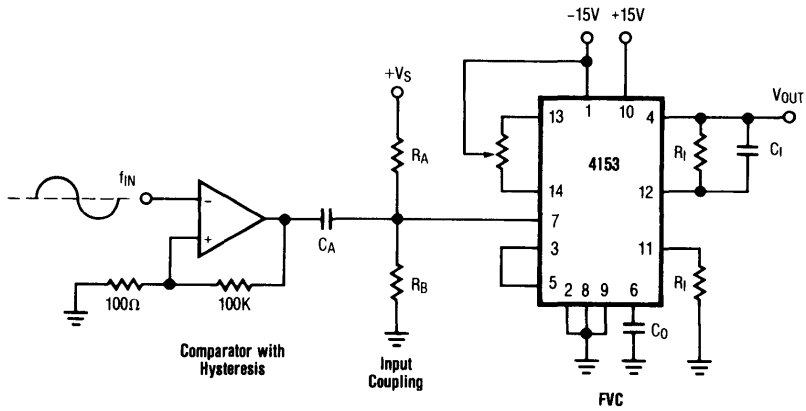 -15V +15V
+VS
VOUT
13 1 10 4
RA
RI
CI
4153
fIN
-
+
14 12
7
CA
3
11
RB
5
RI
2 8 9 6
100Ω 100K
CO
Comparator with
Hysteresis
Input
Coupling
FVC